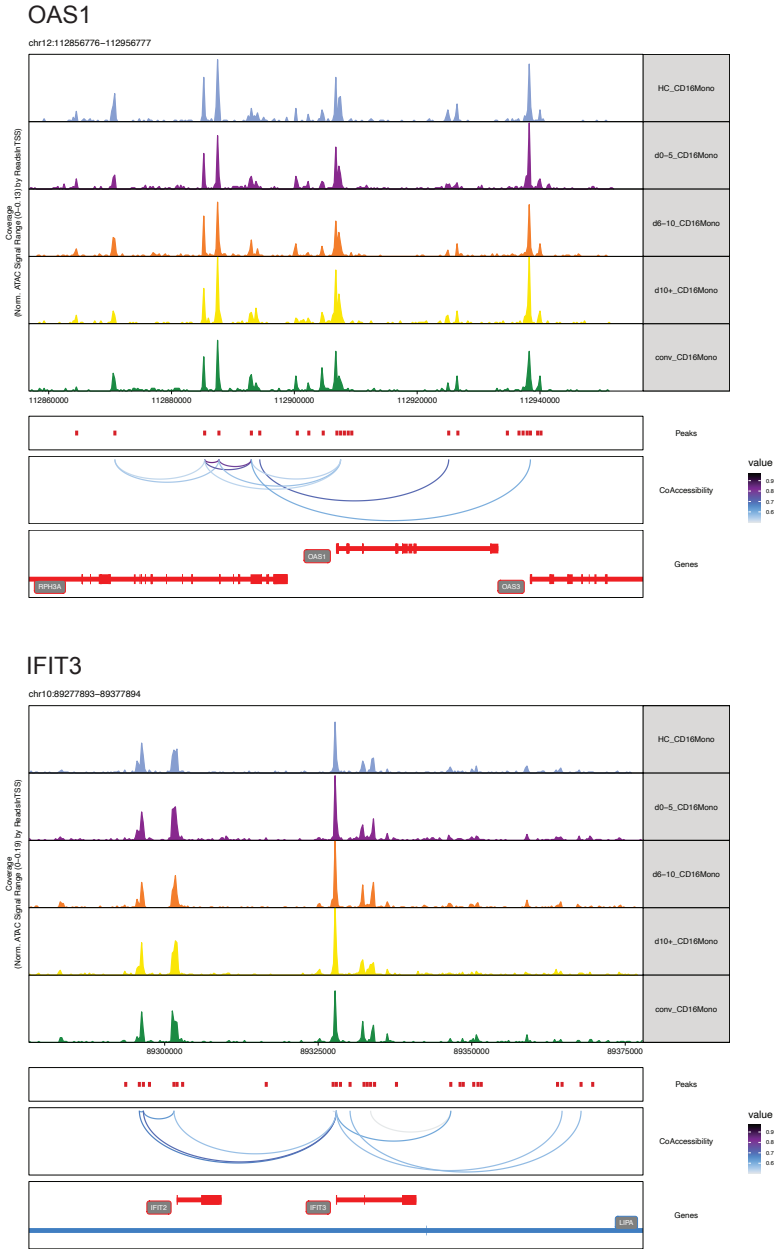 OAS1
chr12:112856776−112956777
Coverage
(Norm. ATAC Signal Range (0−0.13) by ReadsInTSS)
HC_CD16Mono
d0−5_CD16Mono
d6−10_CD16Mono
d10+_CD16Mono
conv_CD16Mono
112860000 112880000 112900000 112920000 112940000
Peaks
CoAccessibility
value
0.9
0.8
0.7
0.6
OAS1
Genes
RPH3A
OAS3
IFIT3
chr10:89277893−89377894
Coverage
(Norm. ATAC Signal Range (0−0.19) by ReadsInTSS)
HC_CD16Mono
d0−5_CD16Mono
d6−10_CD16Mono
d10+_CD16Mono
conv_CD16Mono
89300000 89325000 89350000 89375000
Peaks
CoAccessibility
value
0.9
0.8
0.7
0.6
IFIT2
IFIT3
Genes
LIPA